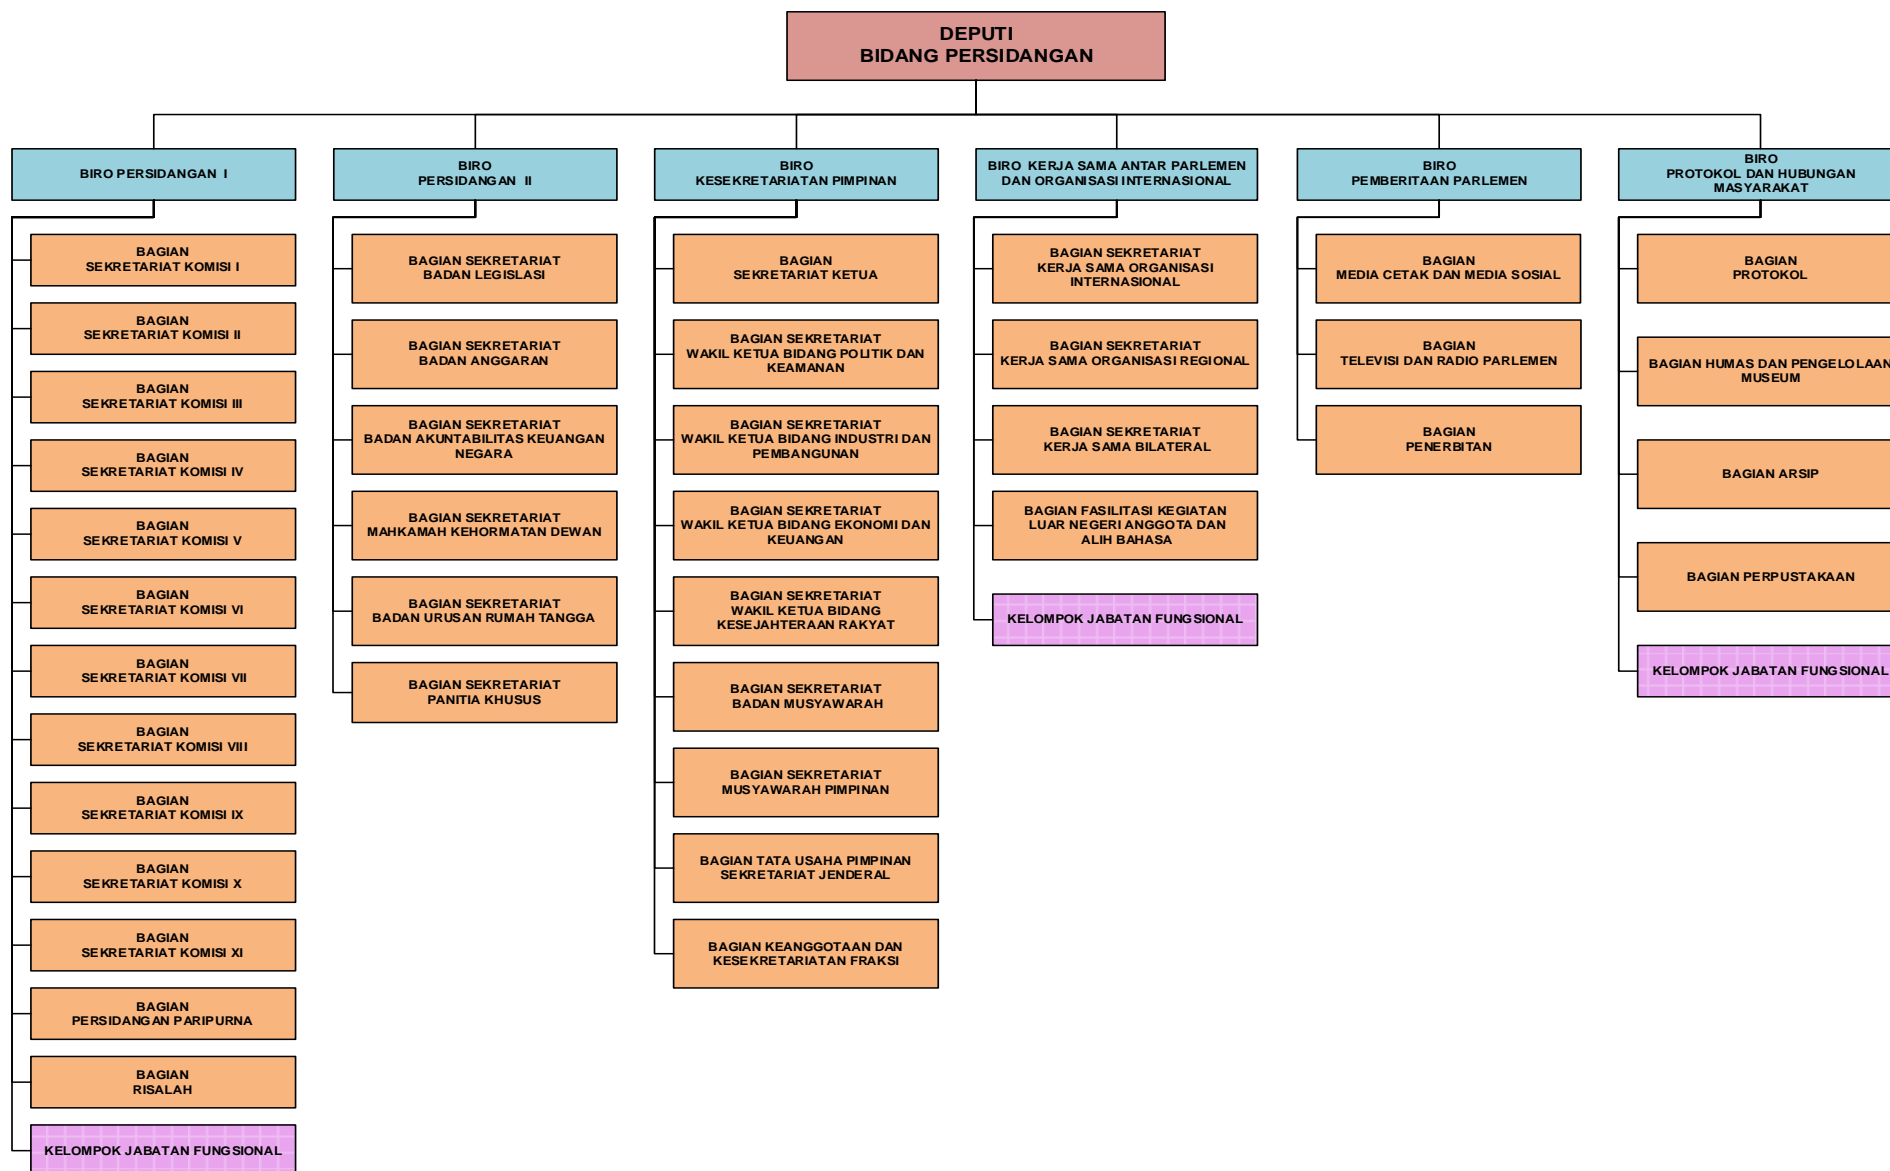 DEPUTI
BIDANG PERSIDANGAN
BIRO PERSIDANGAN I
BAGIAN
SEKRETARIAT KOMISI I
BAGIAN
SEKRETARIAT KOMISI II
BAGIAN
SEKRETARIAT KOMISI III
BAGIAN
SEKRETARIAT KOMISI IV
BAGIAN
SEKRETARIAT KOMISI V
BAGIAN
SEKRETARIAT KOMISI VI
BAGIAN
SEKRETARIAT KOMISI VII
BAGIAN
SEKRETARIAT KOMISI VIII
BAGIAN
SEKRETARIAT KOMISI IX
BAGIAN
SEKRETARIAT KOMISI X
BAGIAN
SEKRETARIAT KOMISI XI
BAGIAN
PERSIDANGAN PARIPURNA
BAGIAN
RISALAH
KELOMPOK JABATAN FUNGSIONAL
BIRO
PERSIDANGAN II
BAGIAN SEKRETARIAT
BADAN LEGISLASI
BAGIAN SEKRETARIAT
BADAN ANGGARAN
BAGIAN SEKRETARIAT
BADAN AKUNTABILITAS KEUANGAN
NEGARA
BAGIAN SEKRETARIAT
MAHKAMAH KEHORMATAN DEWAN
BAGIAN SEKRETARIAT
BADAN URUSAN RUMAH TANGGA
BAGIAN SEKRETARIAT
PANITIA KHUSUS
BIRO
KESEKRETARIATAN PIMPINAN
BAGIAN
SEKRETARIAT KETUA
BAGIAN SEKRETARIAT
WAKIL KETUA BIDANG POLITIK DAN
KEAMANAN
BAGIAN SEKRETARIAT
WAKIL KETUA BIDANG INDUSTRI DAN
PEMBANGUNAN
BAGIAN SEKRETARIAT
WAKIL KETUA BIDANG EKONOMI DAN
KEUANGAN
BAGIAN SEKRETARIAT
WAKIL KETUA BIDANG
KESEJAHTERAAN RAKYAT
BAGIAN SEKRETARIAT
BADAN MUSYAWARAH
BAGIAN SEKRETARIAT
MUSYAWARAH PIMPINAN
BAGIAN TATA USAHA PIMPINAN
SEKRETARIAT JENDERAL
BAGIAN KEANGGOTAAN DAN
KESEKRETARIATAN FRAKSI
BIRO KERJA SAMA ANTAR PARLEMEN
DAN ORGANISASI INTERNASIONAL
BAGIAN SEKRETARIAT
KERJA SAMA ORGANISASI
INTERNASIONAL
BAGIAN SEKRETARIAT
KERJA SAMA ORGANISASI REGIONAL
BAGIAN SEKRETARIAT
KERJA SAMA BILATERAL
BAGIAN FASILITASI KEGIATAN
LUAR NEGERI ANGGOTA DAN
ALIH BAHASA
KELOMPOK JABATAN FUNGSIONAL
BIRO
PEMBERITAAN PARLEMEN
BAGIAN
MEDIA CETAK DAN MEDIA SOSIAL
BAGIAN
TELEVISI DAN RADIO PARLEMEN
BAGIAN
PENERBITAN
BIRO
PROTOKOL DAN HUBUNGAN
MASYARAKAT
BAGIAN
PROTOKOL
BAGIAN HUMAS DAN PENGELOLAAN
MUSEUM
BAGIAN ARSIP
BAGIAN PERPUSTAKAAN
KELOMPOK JABATAN FUNGSIONAL